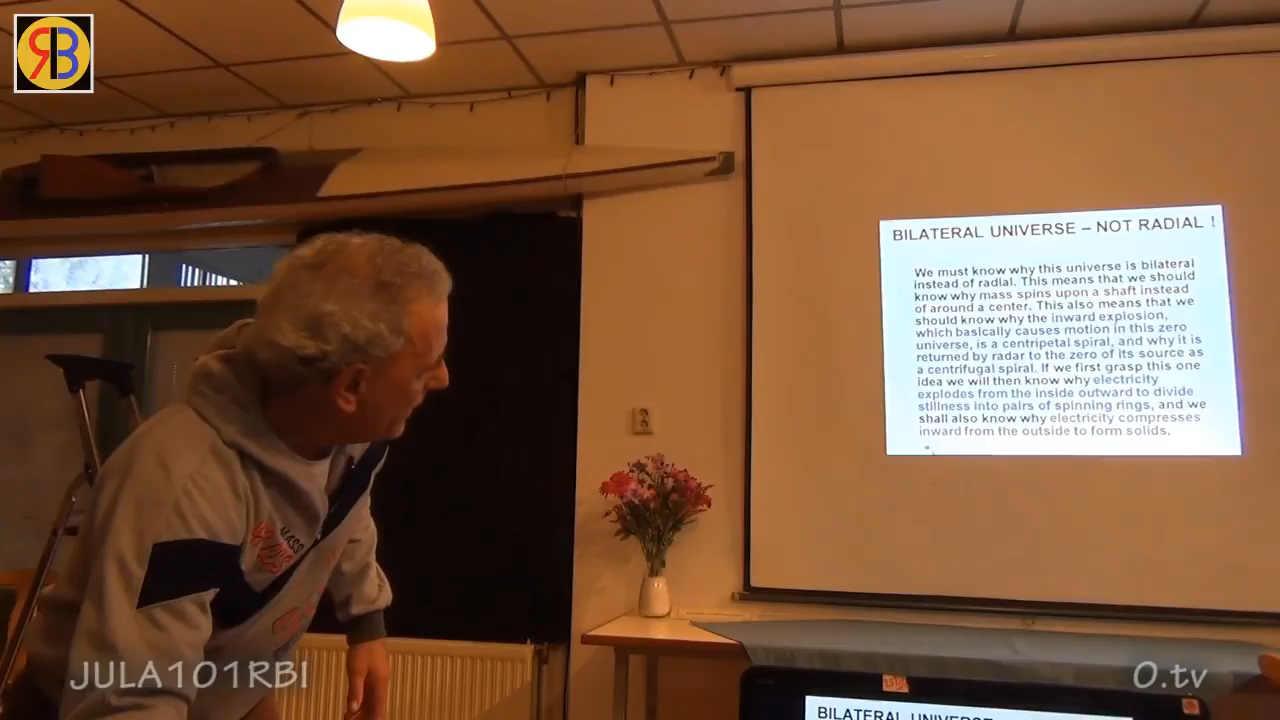 RB
BILATERAL UNIVERSE – NOT RADIAL !
We must know why this universe is bilateral
instead of radial. This means that we should
know why mass spins upon a shaft instead
of around a center. This also means that we
should know why the inward explosion,
which basically causes motion in this zero
universe, is a centripetal spiral, and why it is
returned by radar to the zero of its source as
a centrifugal spiral. If we first grasp this one
idea we will then know why electricity
explodes from the inside outward to divide
stillness into pairs of spinning rings, and we
shall also know why electricity compresses
inward from the outside to form solids.
MASS
JULA101RBI
O.tv
BILATERAL UNIVERSE